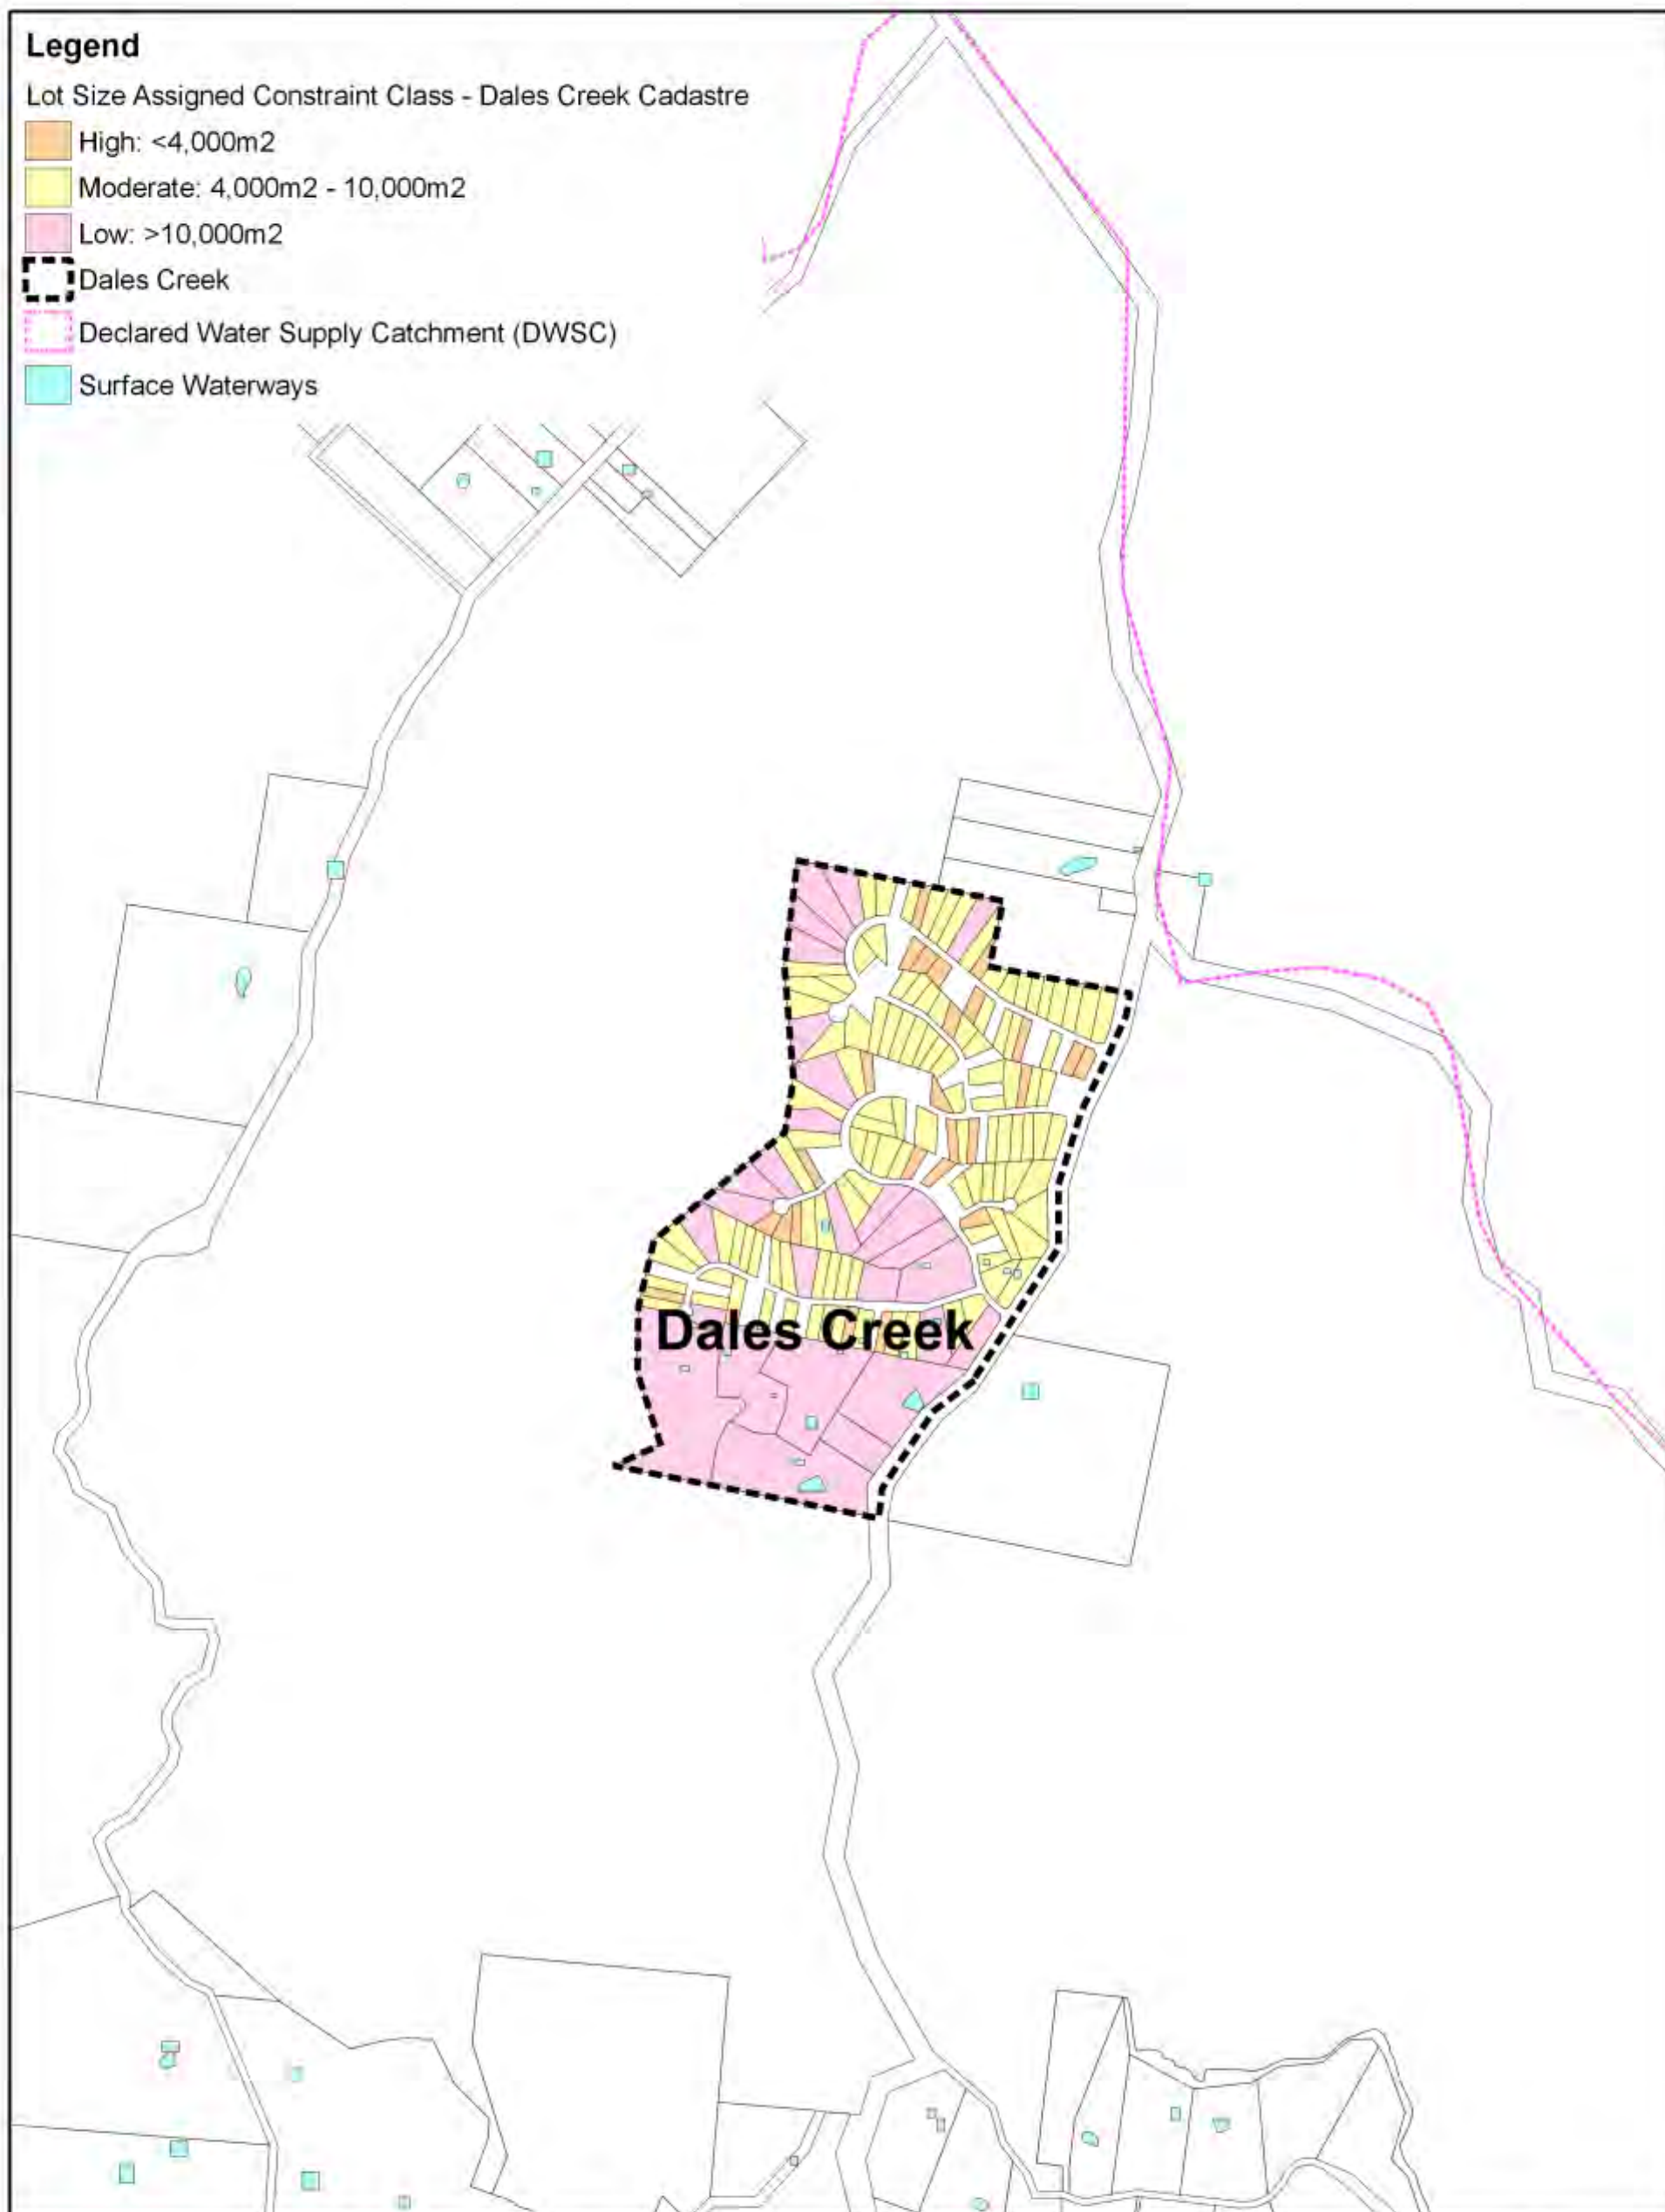 Legend
Lot Size Assigned Constraint Class - Dales Creek Cadastre
High: <4,000m2
Moderate: 4,000m2 - 10,000m2
Low: >10,000m2
Dales Creek
Declared Water Supply Catchment (DWSC)
Surface Waterways
Dales Creek